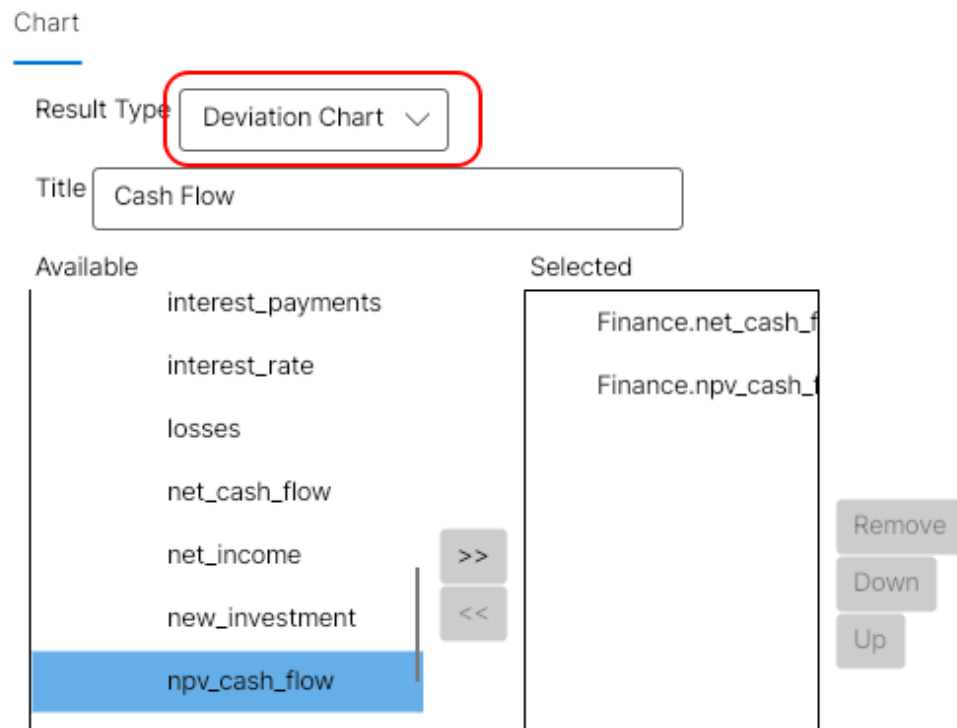 Chart
Result Type Deviation Chart
Title Cash Flow
Available Selected
interest_payments
interest_rate
losses
net_cash_flow
net_income
new_investment
npv_cash_flow
>>
<<
Finance.net_cash_f
Finance.npv_cash_
Remove
Down
Up